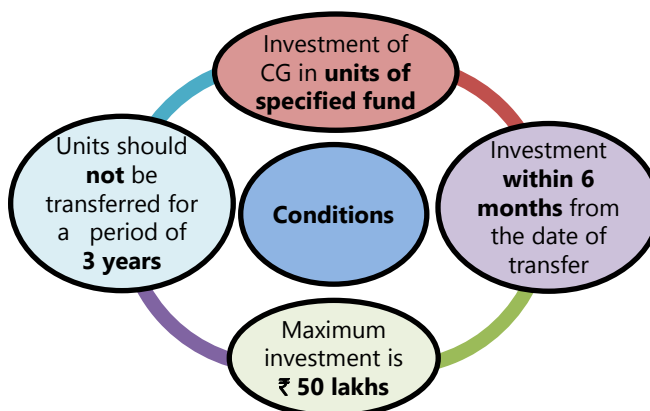 Investment of
CG in units of
specified fund
Units should
not be
transferred for
a period of
3 years
Conditions
Investment
within 6
months from
the date of
transfer
Maximum
investment is
₹ 50 lakhs